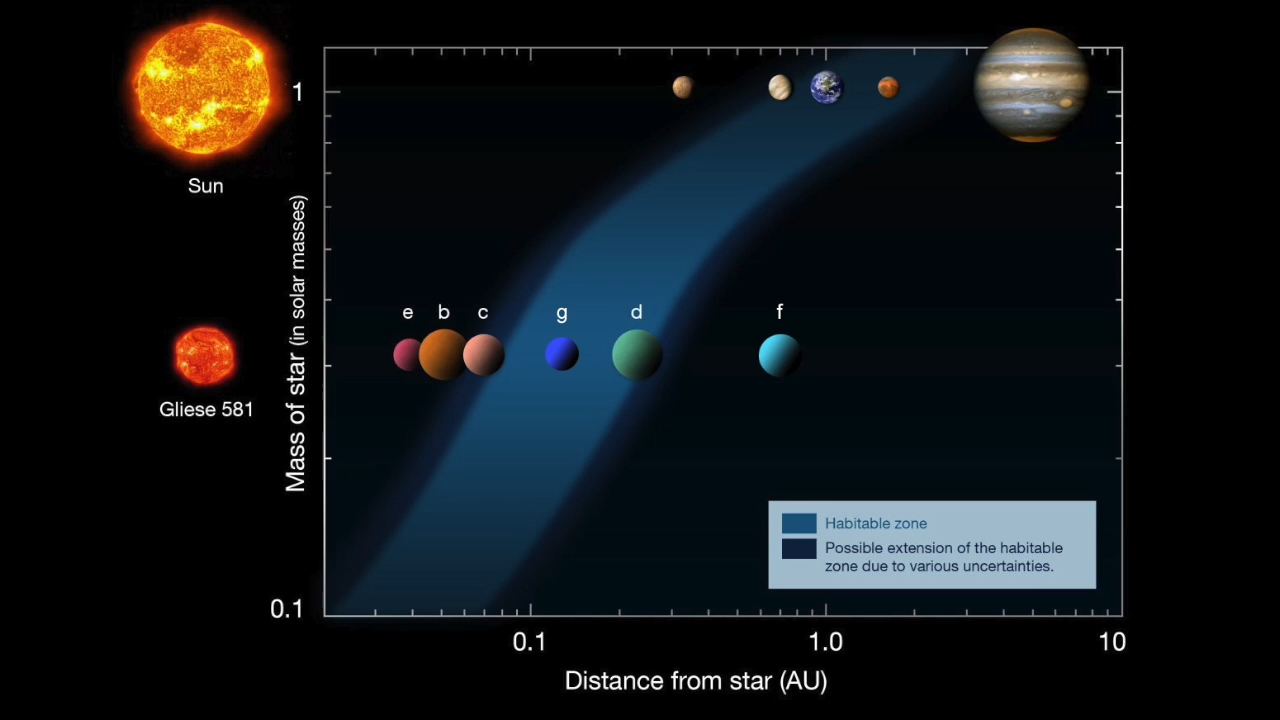 1
Sun
Mass of star (in solar masses)
e b c g d f
Gliese 581
Habitable zone
Possible extension of the habitable
zone due to various uncertainties.
0.1
0.1 1.0 10
Distance from star (AU)